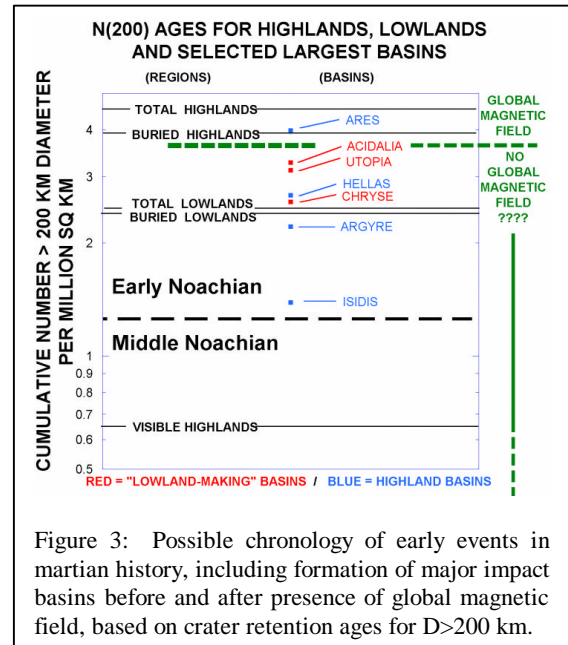 N(200) AGES FOR HIGHLANDS, LOWLANDS
AND SELECTED LARGEST BASINS
(REGIONS) (BASINS)
CUMULATIVE NUMBER > 200 KM DIAMETER
PER MILLION SQ KM
TOTAL HIGHLANDS
4
BURIED HIGHLANDS
ARES
ACIDALIA
UTOPIA
3
HELLAS
TOTAL LOWLANDS
CHRYSE
BURIED LOWLANDS
2
ARGYRE
Early Noachian
ISIDIS
Middle Noachian
1
0.9
0.8
0.7
VISIBLE HIGHLANDS
0.6
0.5
GLOBAL
MAGNETIC
FIELD
NO
GLOBAL
MAGNETIC
FIELD
????
RED = "LOWLAND-MAKING" BASINS / BLUE = HIGHLAND BASINS
Figure 3: Possible chronology of early events in
martian history, including formation of major impact
basins before and after presence of global magnetic
field, based on crater retention ages for D>200 km.